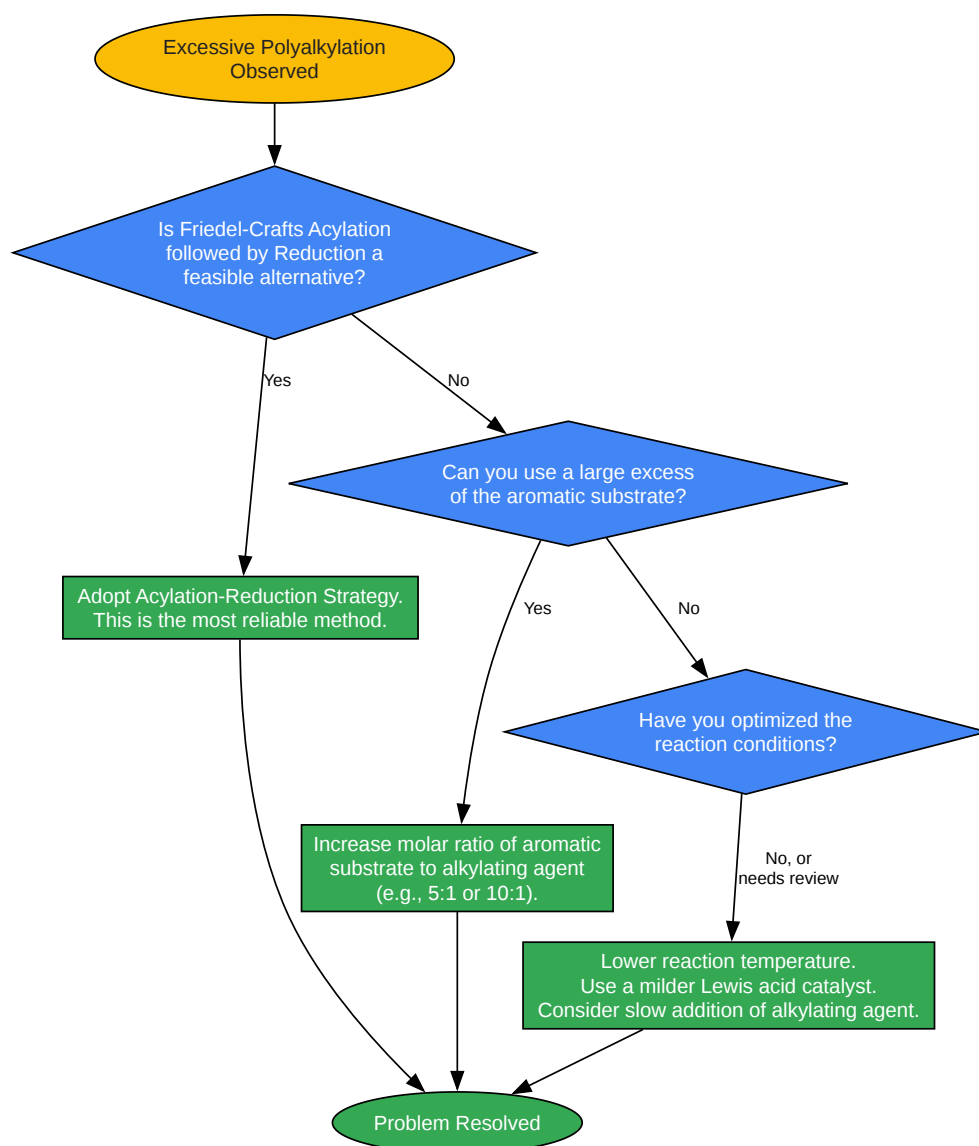 Excessive Polyalkylation
Observed
Is Friedel-Crafts Acylation
followed by Reduction a
feasible alternative?
Yes
No
Can you use a large excess
of the aromatic substrate?
Adopt Acylation-Reduction Strategy.
This is the most reliable method.
Yes
No
Have you optimized the
reaction conditions?
Increase molar ratio of aromatic
substrate to alkylating agent
(e.g., 5:1 or 10:1).
No, or
needs review
Lower reaction temperature.
Use a milder Lewis acid catalyst.
Consider slow addition of alkylating agent.
Problem Resolved